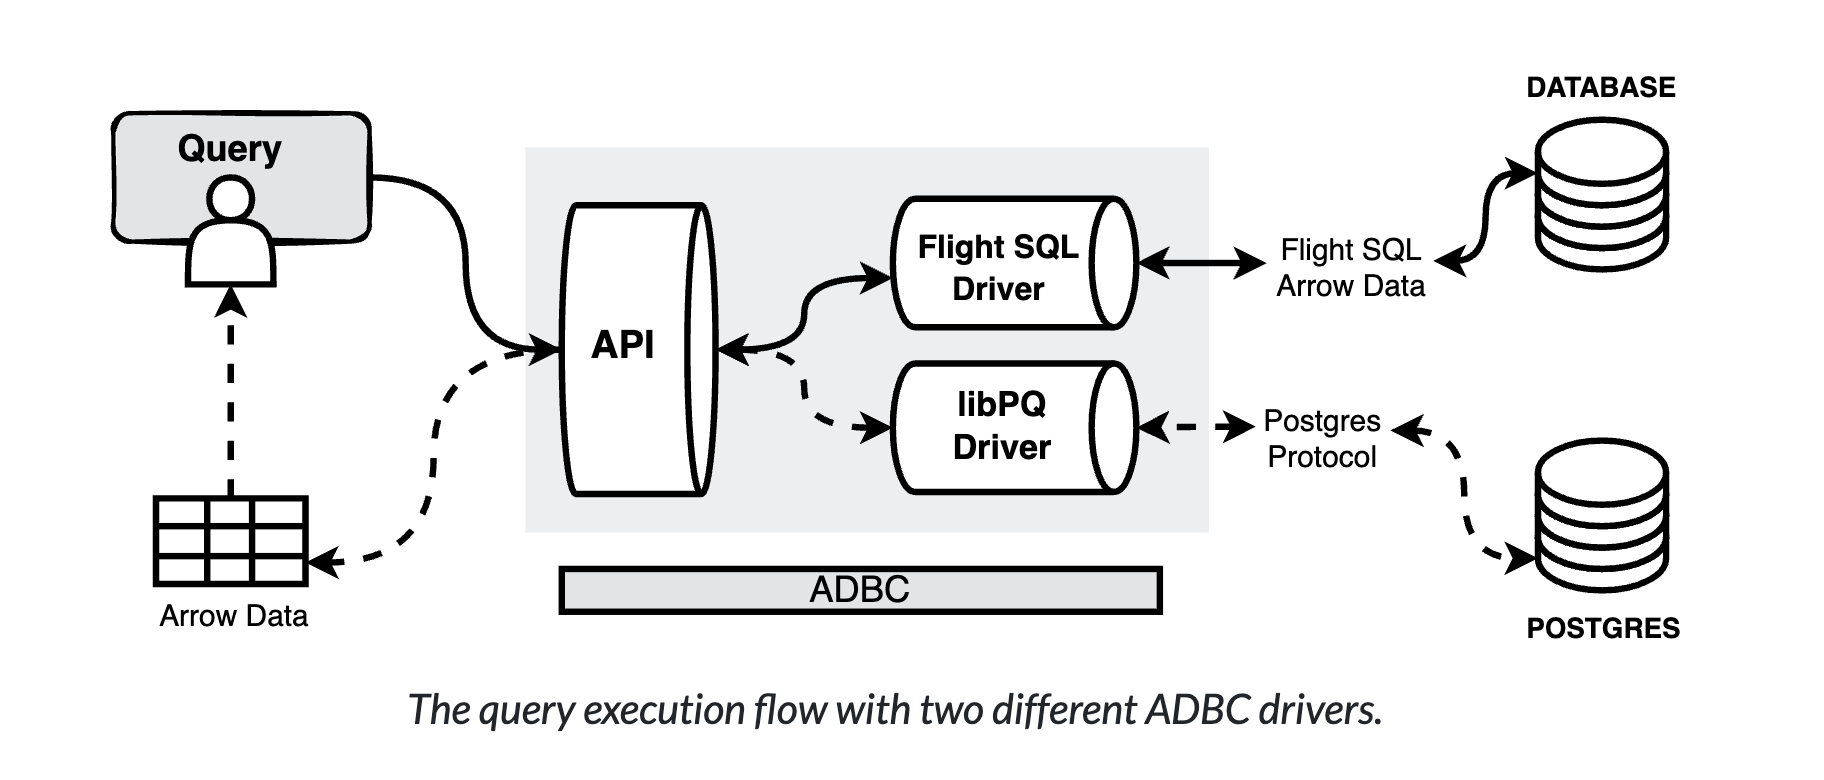 DATABASE
Query
Flight SQL
Driver
Flight SQL
Arrow Data
API
libPQ
Driver
Postgres
Protocol
ADBC
Arrow Data
POSTGRES
The query execution flow with two different ADBC drivers.